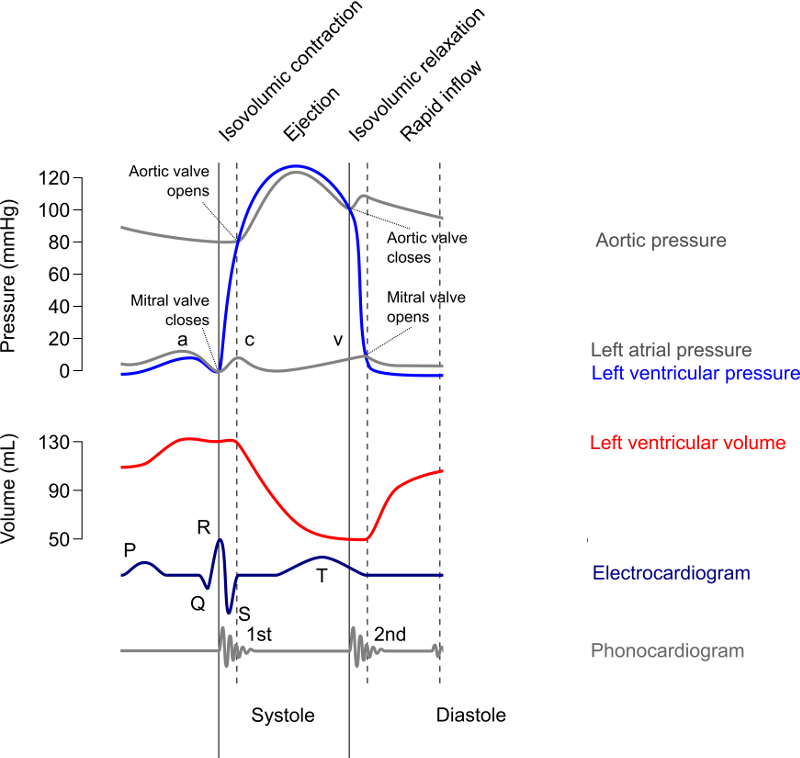 Isovolumic contraction
Ejection
Isovolumic relaxation
Rapid inflow
Pressure (mmHg)
120
100
80
60
40
20
0
Aortic valve
opens
Aortic valve
closes
Mitral valve
closes
Mitral valve
opens
a
c
v
Aortic pressure
Left atrial pressure
Left ventricular pressure
Volume (mL)
130
90
50
Left ventricular volume
P
Q
R
S
T
Electrocardiogram
1st
2nd
Phonocardiogram
Systole
Diastole